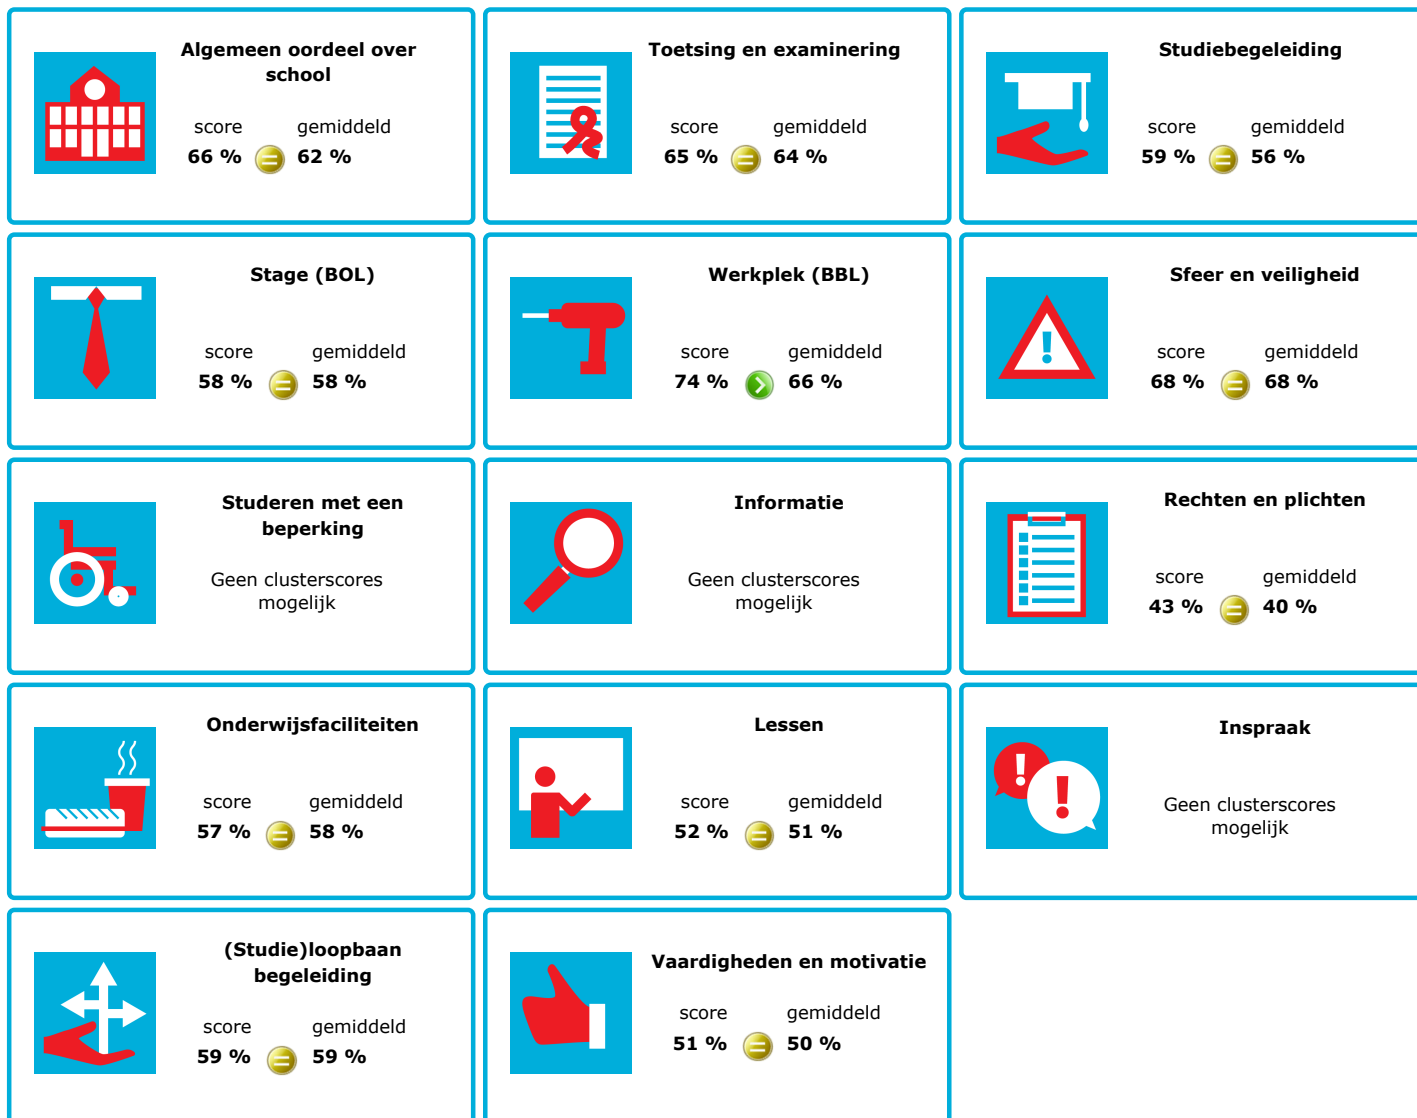 Algemeen oordeel over
school
score gemiddeld
66 % = 62 %
Toetsing en examinering
score gemiddeld
65 % = 64 %
Studiebegeleiding
score gemiddeld
59 % = 56 %
Stage (BOL)
score gemiddeld
58 % = 58 %
Werkplek (BBL)
score gemiddeld
74 % > 66 %
Sfeer en veiligheid
score gemiddeld
68 % = 68 %
Studeren met een
beperking
Geen clusterscores
mogelijk
Informatie
Geen clusterscores
mogelijk
Rechten en plichten
score gemiddeld
43 % = 40 %
Onderwijsfaciliteiten
score gemiddeld
57 % = 58 %
Lessen
score gemiddeld
52 % = 51 %
Inspraak
Geen clusterscores
mogelijk
(Studie)loopbaan
begeleiding
score gemiddeld
59 % = 59 %
Vaardigheden en motivatie
score gemiddeld
51 % = 50 %